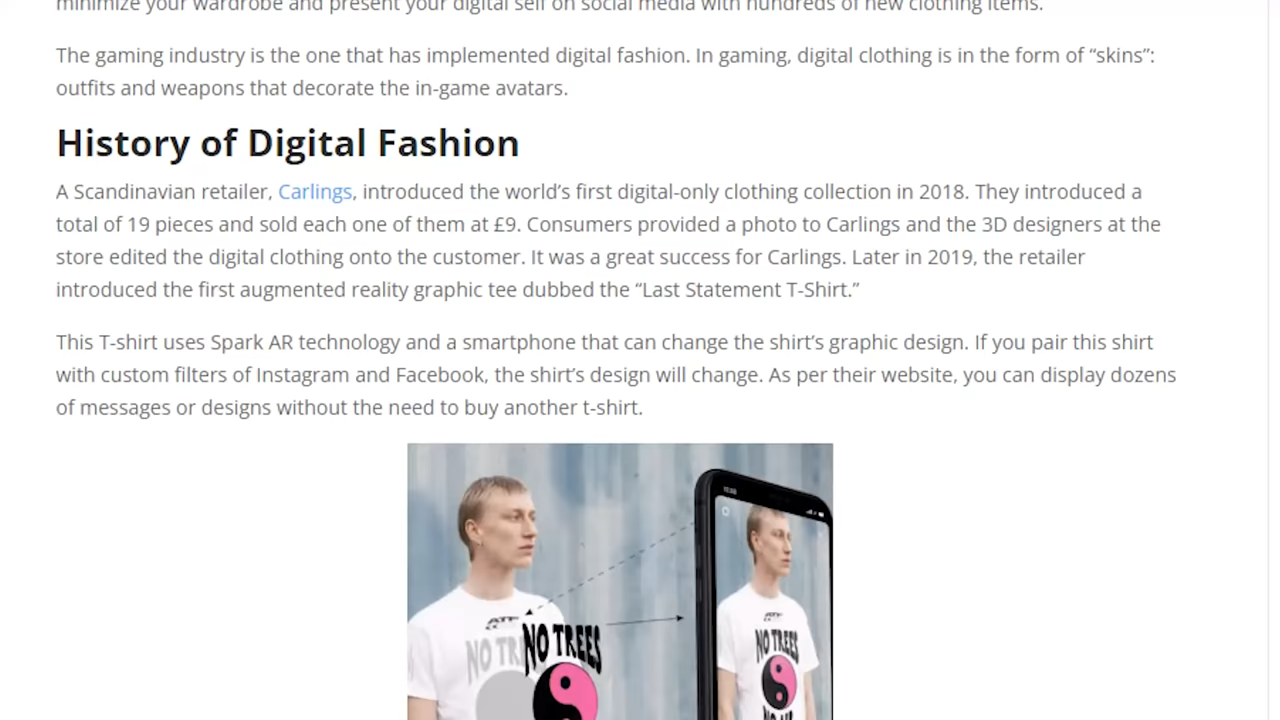 minimize your wardrobe and present your digital self on social media with hundreds of new clothing items.
The gaming industry is the one that has implemented digital fashion. In gaming, digital clothing is in the form of “skins”:
outfits and weapons that decorate the in-game avatars.
History of Digital Fashion
A Scandinavian retailer, Carlings, introduced the world’s first digital-only clothing collection in 2018. They introduced a
total of 19 pieces and sold each one of them at £9. Consumers provided a photo to Carlings and the 3D designers at the
store edited the digital clothing onto the customer. It was a great success for Carlings. Later in 2019, the retailer
introduced the first augmented reality graphic tee dubbed the “Last Statement T-Shirt.”
This T-shirt uses Spark AR technology and a smartphone that can change the shirt’s graphic design. If you pair this shirt
with custom filters of Instagram and Facebook, the shirt’s design will change. As per their website, you can display dozens
of messages or designs without the need to buy another t-shirt.
NO TR
NO TREES
NO TREES